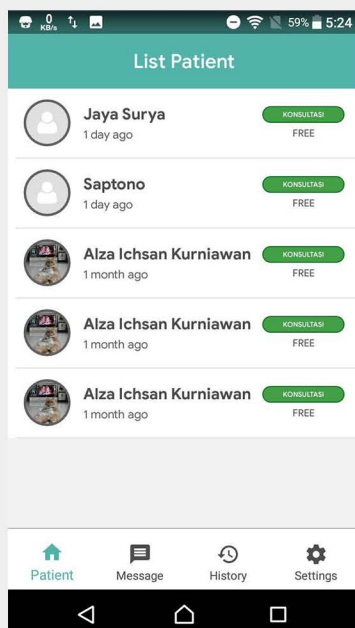 0 KB/s 59% 5:24
List Patient
Jaya Surya KONSULTASI
1 day ago FREE
Saptono KONSULTASI
1 day ago FREE
Alza Ichsan Kurniawan KONSULTASI
1 month ago FREE
Alza Ichsan Kurniawan KONSULTASI
1 month ago FREE
Alza Ichsan Kurniawan KONSULTASI
1 month ago FREE
Patient Message History Settings